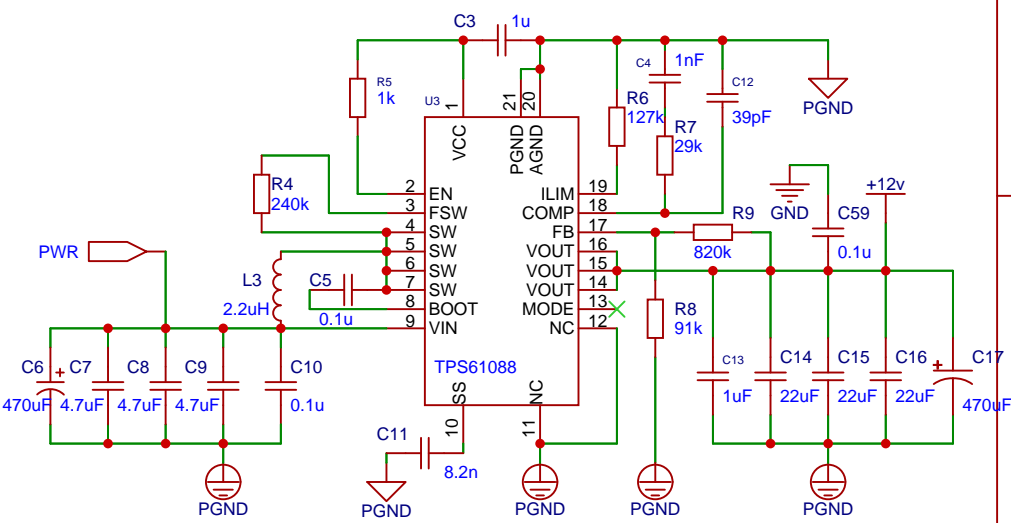 C3
1u
R5
1k
U3
1
VCC
21
20
PGND
AGND
R6
127k
C4
1nF
R7
29k
C12
39pF
PGND
R4
240k
2
EN
3
FSW
4
SW
5
SW
6
SW
7
SW
8
BOOT
9
VIN
ILIM
19
COMP
18
FB
17
VOUT
16
VOUT
15
VOUT
14
MODE
13
NC
12
TPS61088
SS
10
NC
11
PWR
L3
2.2uH
C5
0.1u
GND
C59
0.1u
+12v
R9
820k
R8
91k
C6
+
470uF
C7
4.7uF
C8
4.7uF
C9
4.7uF
C10
0.1u
PGND
C11
8.2n
PGND
PGND
PGND
C13
1uF
C14
22uF
C15
22uF
C16
22uF
+
C17
470uF
PGND